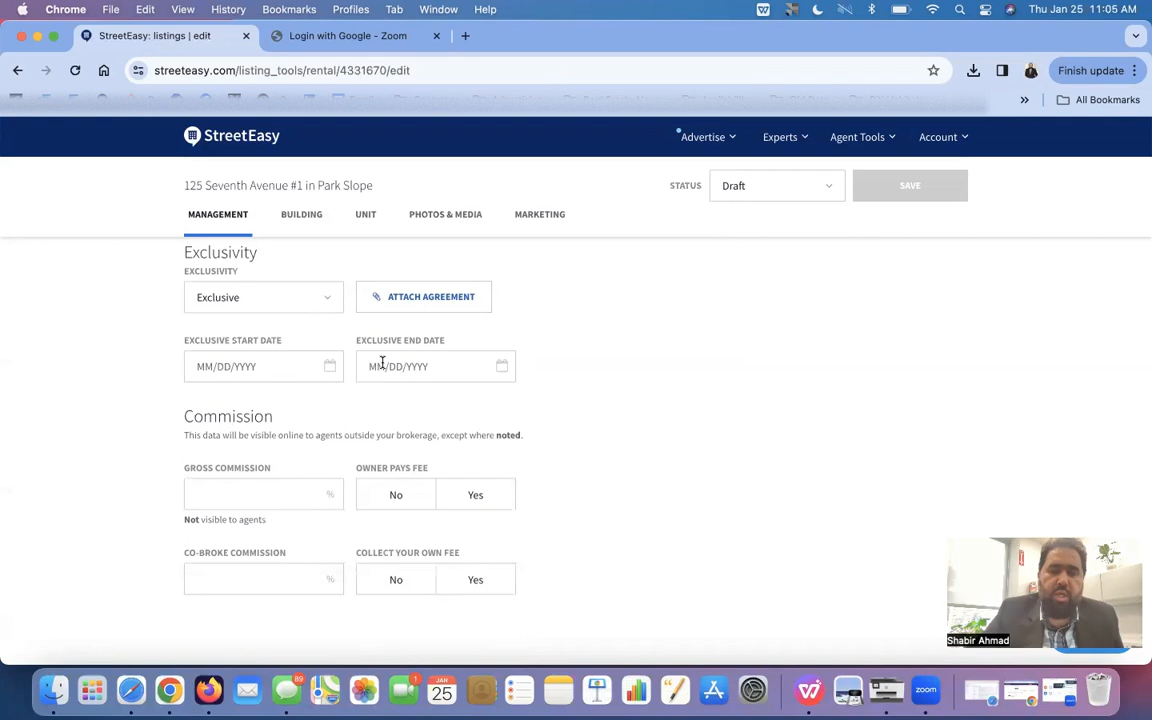 Chrome File Edit View History Bookmarks Profiles Tab Window Help Thu Jan 25 11:05 AM
StreetEasy: listings | edit Login with Google - Zoom
streeteasy.com/listing_tools/rental/4331670/edit Finish update
All Bookmarks
StreetEasy Advertise Experts Agent Tools Account
125 Seventh Avenue #1 in Park Slope STATUS Draft SAVE
MANAGEMENT BUILDING UNIT PHOTOS & MEDIA MARKETING
Exclusivity
EXCLUSIVITY
Exclusive ATTACH AGREEMENT
EXCLUSIVE START DATE EXCLUSIVE END DATE
MM/DD/YYYY MM/DD/YYYY
Commission
This data will be visible online to agents outside your brokerage, except where noted.
GROSS COMMISSION OWNER PAYS FEE
% No Yes
Not visible to agents
CO-BROKE COMMISSION COLLECT YOUR OWN FEE
% No Yes
Shabir Ahmad
89 1 JAN 25 zoom